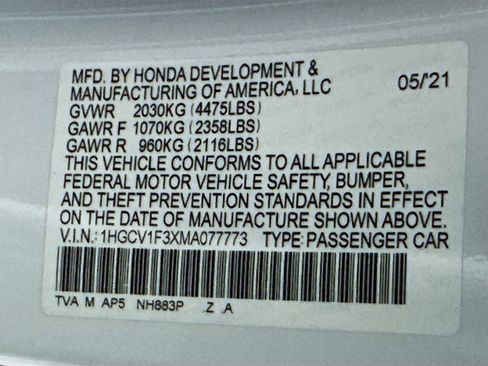 MFD. BY HONDA DEVELOPMENT &
MANUFACTURING OF AMERICA, LLC 05/'21
GVWR 2030KG (4475LBS)
GAWR F 1070KG (2358LBS)
GAWR R 960KG (2116LBS)
THIS VEHICLE CONFORMS TO ALL APPLICABLE
FEDERAL MOTOR VEHICLE SAFETY, BUMPER,
AND THEFT PREVENTION STANDARDS IN EFFECT
ON THE DATE OF MANUFACTURE SHOWN ABOVE.
V.I.N.: 1HGCV1F3XMA077773 TYPE: PASSENGER CAR
TVA M AP5 NH883P Z A